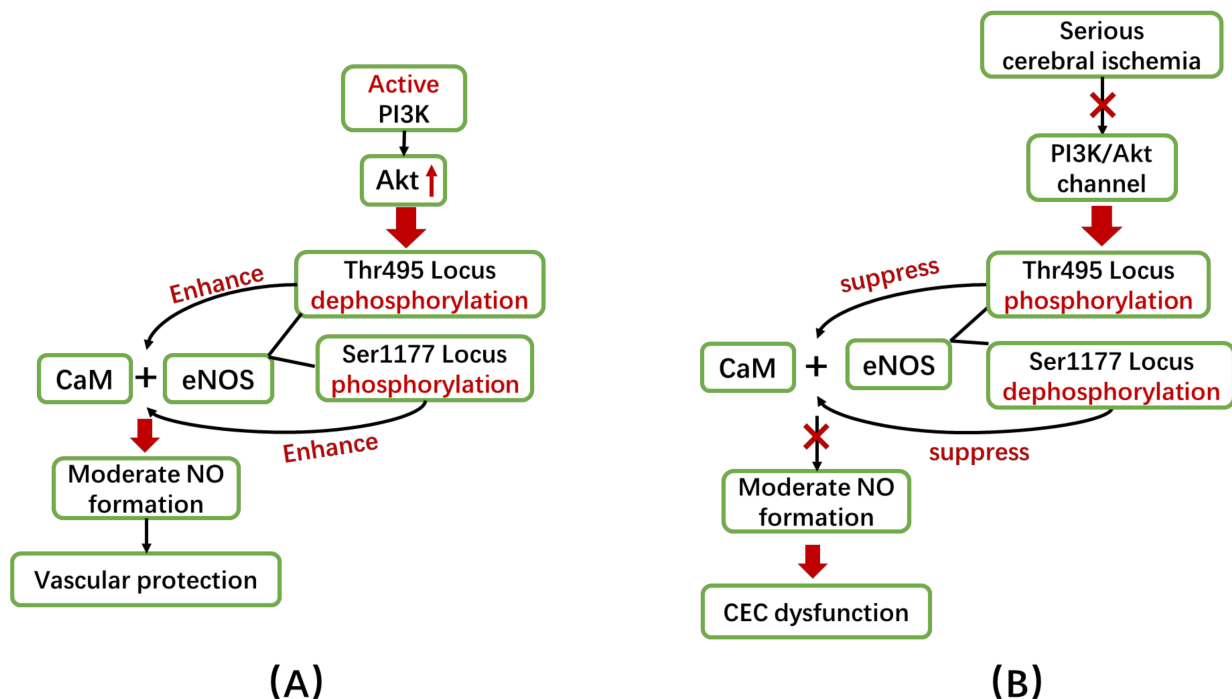 Active
PI3K
Akt
Thr495 Locus
dephosphorylation
Enhance
CaM + eNOS
Ser1177 Locus
phosphorylation
Enhance
Moderate NO
formation
Vascular protection
(A)
Serious
cerebral ischemia
PI3K/Akt
channel
Thr495 Locus
phosphorylation
suppress
CaM + eNOS
Ser1177 Locus
dephosphorylation
suppress
Moderate NO
formation
CEC dysfunction
(B)